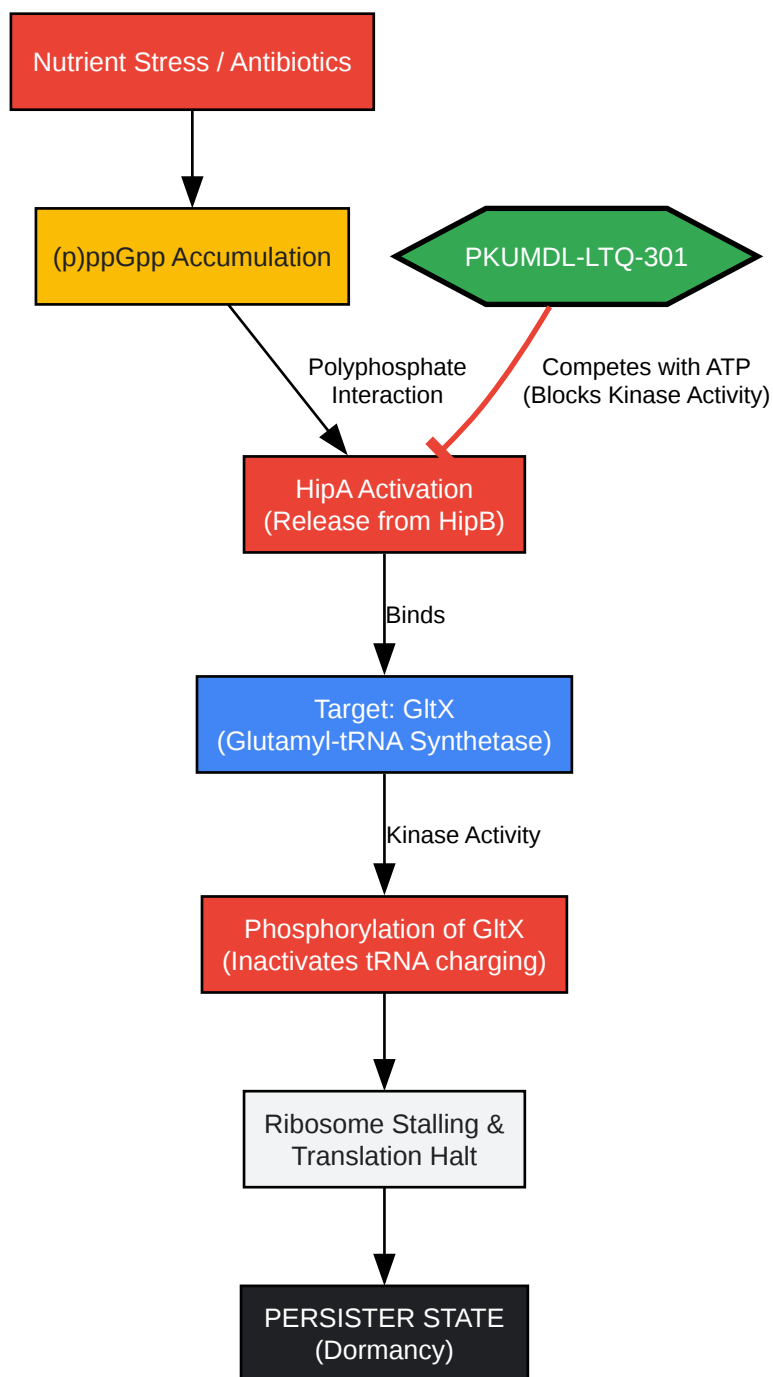 Nutrient Stress / Antibiotics
(p)ppGpp Accumulation
PKUMDL-LTQ-301
Polyphosphate
Interaction
Competes with ATP
(Blocks Kinase Activity)
HipA Activation
(Release from HipB)
Binds
Target: GltX
(Glutamyl-tRNA Synthetase)
Kinase Activity
Phosphorylation of GltX
(Inactivates tRNA charging)
Ribosome Stalling &
Translation Halt
PERSISTER STATE
(Dormancy)